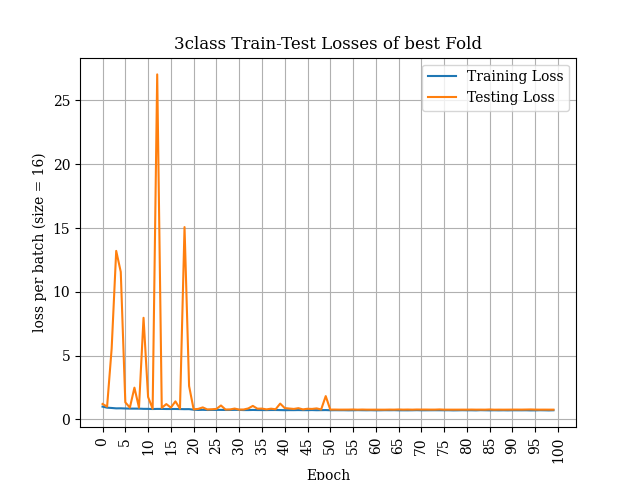 3class Train-Test Losses of best Fold
Training Loss
Testing Loss
loss per batch (size = 16)
25
20
15
10
5
0
0 5 10 15 20 25 30 35 40 45 50 55 60 65 70 75 80 85 90 95 100
Epoch